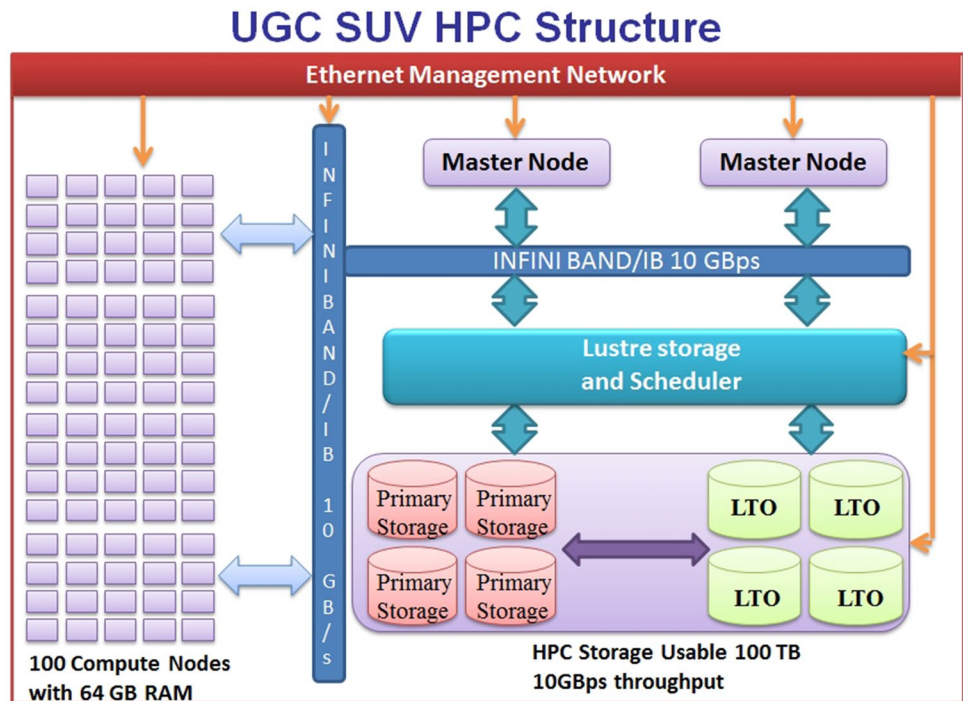 UGC SUV HPC Structure
Ethernet Management Network
INFINIBAND/IB 10 GB/s
Master Node
Master Node
INFINI BAND/IB 10 GBps
Lustre storage
and Scheduler
Primary
Storage
Primary
Storage
LTO
LTO
Primary
Storage
Primary
Storage
LTO
LTO
100 Compute Nodes
with 64 GB RAM
HPC Storage Usable 100 TB
10GBps throughput